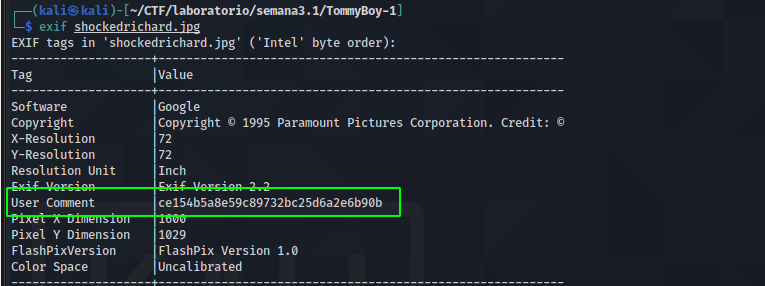 (kali㉿kali)-[~/CTF/laboratorio/semana3.1/TommyBoy-1]
$ exif shockedrichard.jpg
EXIF tags in 'shockedrichard.jpg' ('Intel' byte order):
--------------------+----------------------------------------------------------
Tag |Value
--------------------+----------------------------------------------------------
Software |Google
Copyright |Copyright © 1995 Paramount Pictures Corporation. Credit: ©
X-Resolution |72
Y-Resolution |72
Resolution Unit |Inch
Exif Version |Exif Version 2.2
User Comment |ce154b5a8e59c89732bc25d6a2e6b90b
Pixel X Dimension |1600
Pixel Y Dimension |1029
FlashPixVersion |FlashPix Version 1.0
Color Space |Uncalibrated
--------------------+----------------------------------------------------------